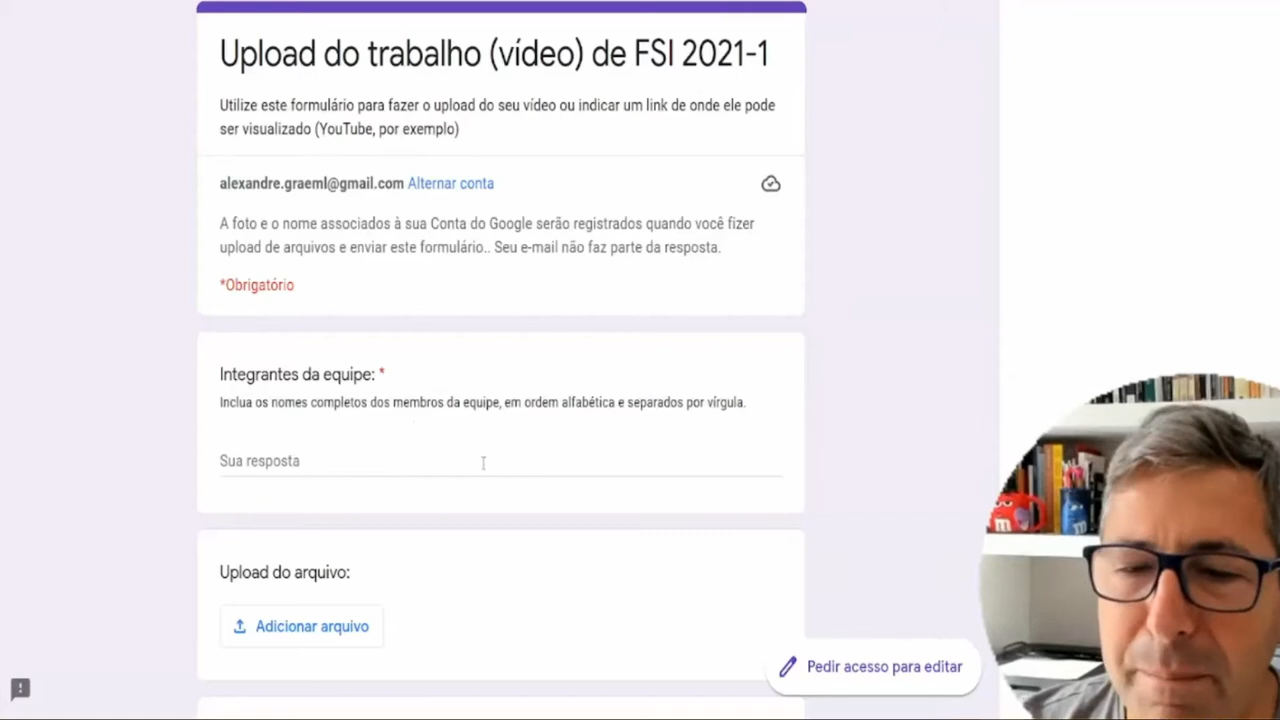 Upload do trabalho (vídeo) de FSI 2021-1
Utilize este formulário para fazer o upload do seu vídeo ou indicar um link de onde ele pode
ser visualizado (YouTube, por exemplo)
alexandre.graeml@gmail.com Alternar conta
A foto e o nome associados à sua Conta do Google serão registrados quando você fizer
upload de arquivos e enviar este formulário.. Seu e-mail não faz parte da resposta.
*Obrigatório
Integrantes da equipe: *
Inclua os nomes completos dos membros da equipe, em ordem alfabética e separados por vírgula.
Sua resposta
Upload do arquivo:
Adicionar arquivo
Pedir acesso para editar